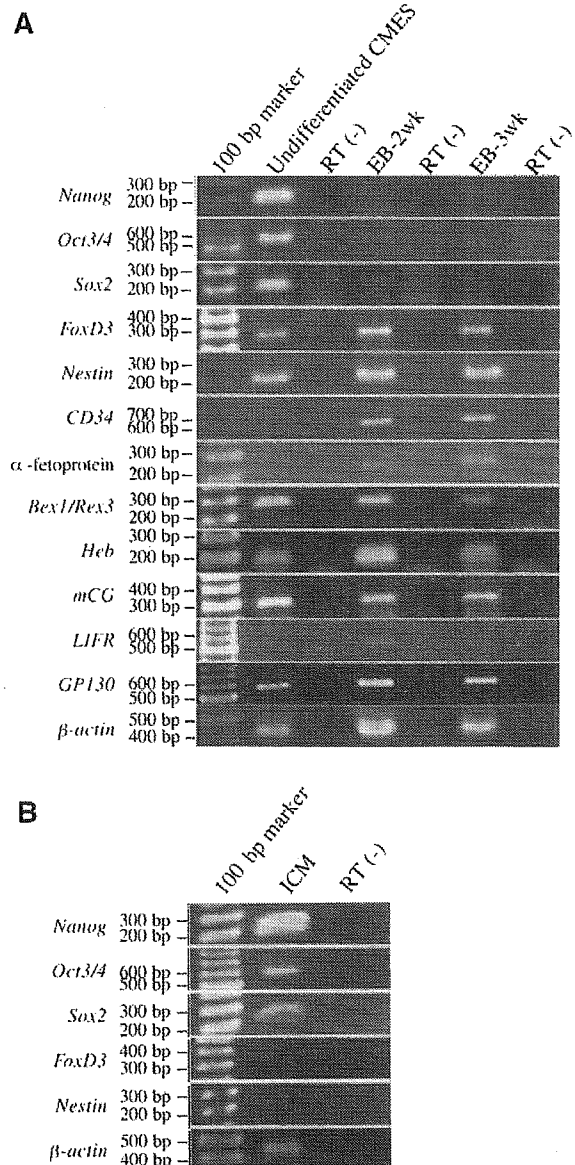 A
100 bp marker
Undifferentiated CMES
RT (-)
EB-2wk
RT (-)
EB-3wk
RT (-)
Nanog 300 bp
200 bp
Oct3/4 600 bp
500 bp
Sox2 300 bp
200 bp
FoxD3 400 bp
300 bp
Nestin 300 bp
200 bp
CD34 700 bp
600 bp
α-fetoprotein 300 bp
200 bp
Bex1/Rex3 300 bp
200 bp
Heb 300 bp
200 bp
mCG 400 bp
300 bp
LIFR 600 bp
500 bp
GP130 600 bp
500 bp
β-actin 500 bp
400 bp
B
100 bp marker
ICM
RT (-)
Nanog 300 bp
200 bp
Oct3/4 600 bp
500 bp
Sox2 300 bp
200 bp
FoxD3 400 bp
300 bp
Nestin 300 bp
200 bp
β-actin 500 bp
400 bp